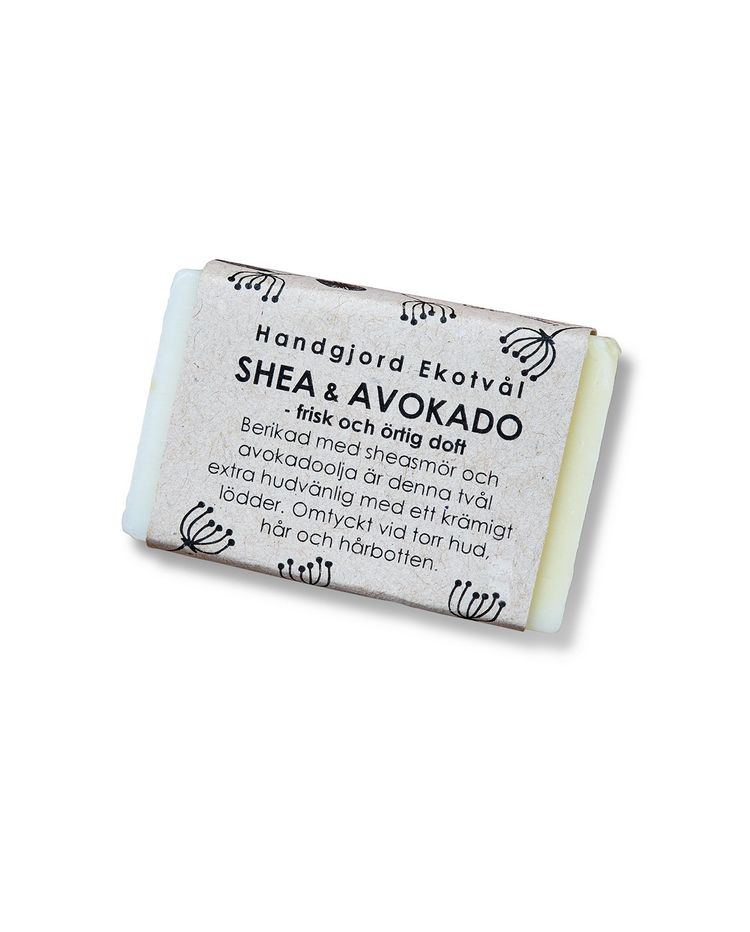 Handgjord Ekotvål
SHEA & AVOKADO
- frisk och örtig doft
Berikad med sheasmör och
avokadoolja är denna tvål
extra hudvänlig med ett krämigt
lödder. Omtyckt vid torr hud,
hår och hårbotten.